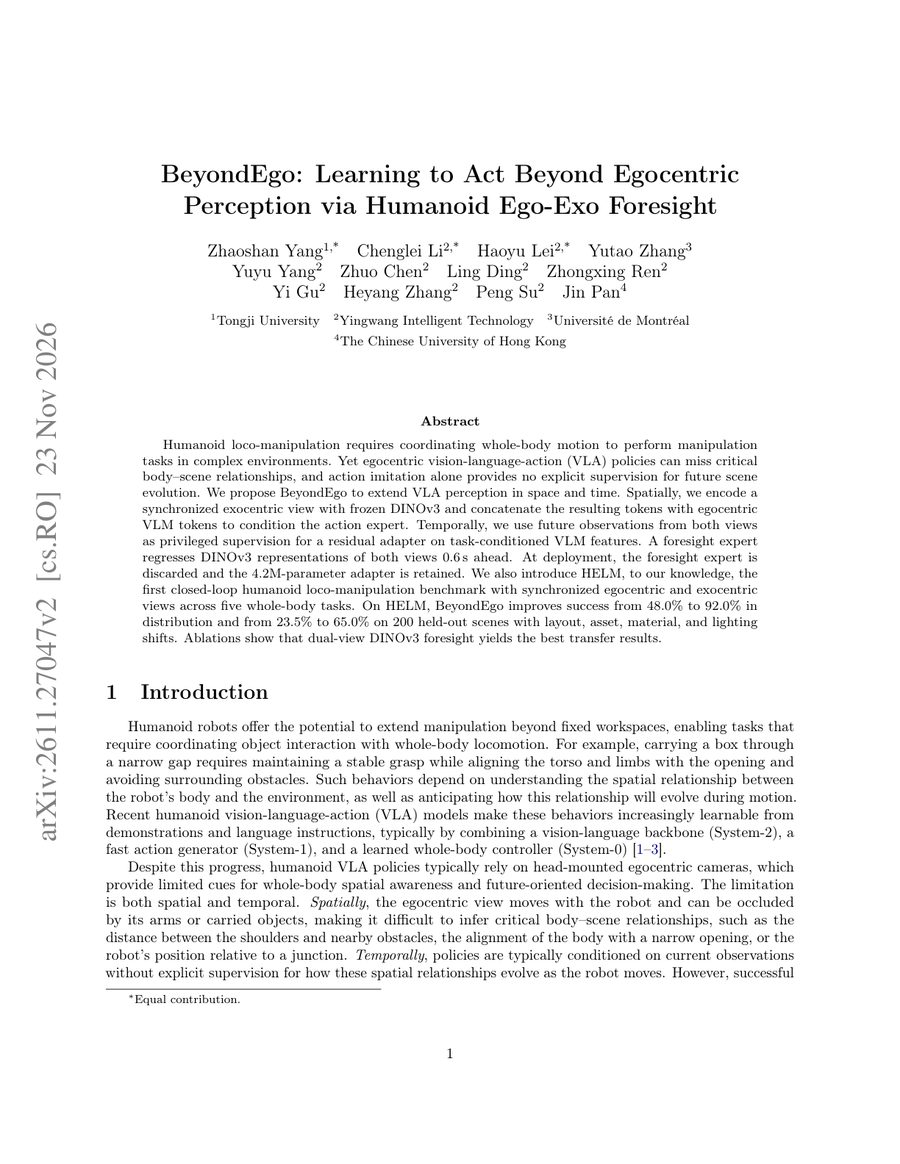 BeyondEgo: Learning to Act Beyond Egocentric
Perception via Humanoid Ego-Exo Foresight
Zhaoshan Yang1,* Chenglei Li2,* Haoyu Lei2,* Yutao Zhang3
Yuyu Yang2 Zhuo Chen2 Ling Ding2 Zhongxing Ren2
Yi Gu2 Heyang Zhang2 Peng Su2 Jin Pan4
1Tongji University 2Yingwang Intelligent Technology 3Université de Montréal
4The Chinese University of Hong Kong
arXiv:2611.27047v2 [cs.RO] 23 Nov 2026
Abstract
Humanoid loco-manipulation requires coordinating whole-body motion to perform manipulation
tasks in complex environments. Yet egocentric vision-language-action (VLA) policies can miss critical
body–scene relationships, and action imitation alone provides no explicit supervision for future scene
evolution. We propose BeyondEgo to extend VLA perception in space and time. Spatially, we encode a
synchronized exocentric view with frozen DINOv3 and concatenate the resulting tokens with egocentric
VLM tokens to condition the action expert. Temporally, we use future observations from both views
as privileged supervision for a residual adapter on task-conditioned VLM features. A foresight expert
regresses DINOv3 representations of both views 0.6 s ahead. At deployment, the foresight expert is
discarded and the 4.2M-parameter adapter is retained. We also introduce HELM, to our knowledge, the
first closed-loop humanoid loco-manipulation benchmark with synchronized egocentric and exocentric
views across five whole-body tasks. On HELM, BeyondEgo improves success from 48.0% to 92.0% in
distribution and from 23.5% to 65.0% on 200 held-out scenes with layout, asset, material, and lighting
shifts. Ablations show that dual-view DINOv3 foresight yields the best transfer results.
1 Introduction
Humanoid robots offer the potential to extend manipulation beyond fixed workspaces, enabling tasks that
require coordinating object interaction with whole-body locomotion. For example, carrying a box through
a narrow gap requires maintaining a stable grasp while aligning the torso and limbs with the opening and
avoiding surrounding obstacles. Such behaviors depend on understanding the spatial relationship between
the robot's body and the environment, as well as anticipating how this relationship will evolve during motion.
Recent humanoid vision-language-action (VLA) models make these behaviors increasingly learnable from
demonstrations and language instructions, typically by combining a vision-language backbone (System-2), a
fast action generator (System-1), and a learned whole-body controller (System-0) [1–3].
Despite this progress, humanoid VLA policies typically rely on head-mounted egocentric cameras, which
provide limited cues for whole-body spatial awareness and future-oriented decision-making. The limitation
is both spatial and temporal. Spatially, the egocentric view moves with the robot and can be occluded
by its arms or carried objects, making it difficult to infer critical body–scene relationships, such as the
distance between the shoulders and nearby obstacles, the alignment of the body with a narrow opening, or the
robot's position relative to a junction. Temporally, policies are typically conditioned on current observations
without explicit supervision for how these spatial relationships evolve as the robot moves. However, successful
*Equal contribution.
1